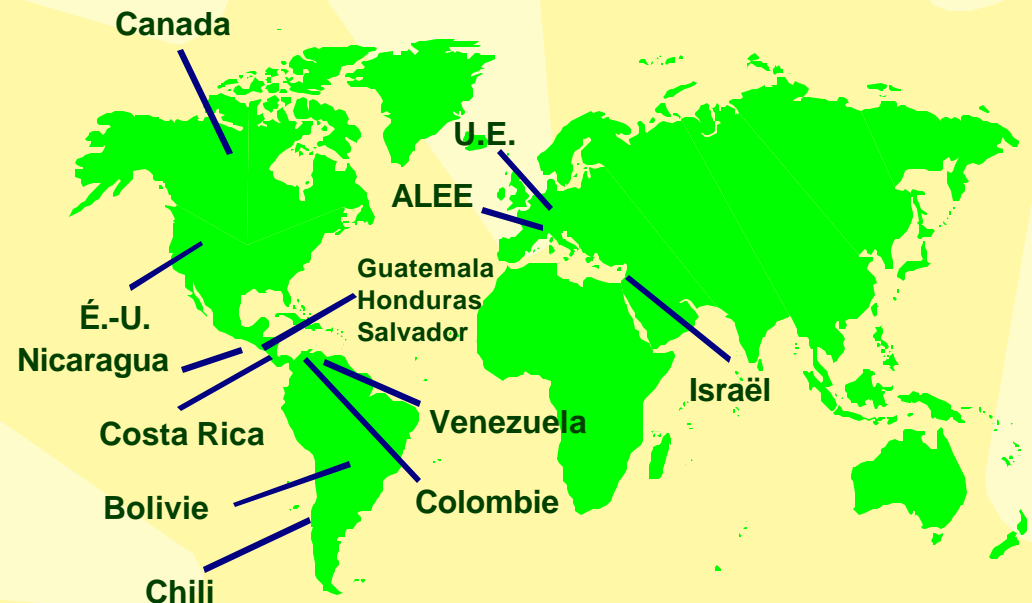 Canada
U.E.
ALEE
Guatemala
Honduras
Salvador
É.-U.
Nicaragua
Israël
Costa Rica
Venezuela
Bolivie
Colombie
Chili